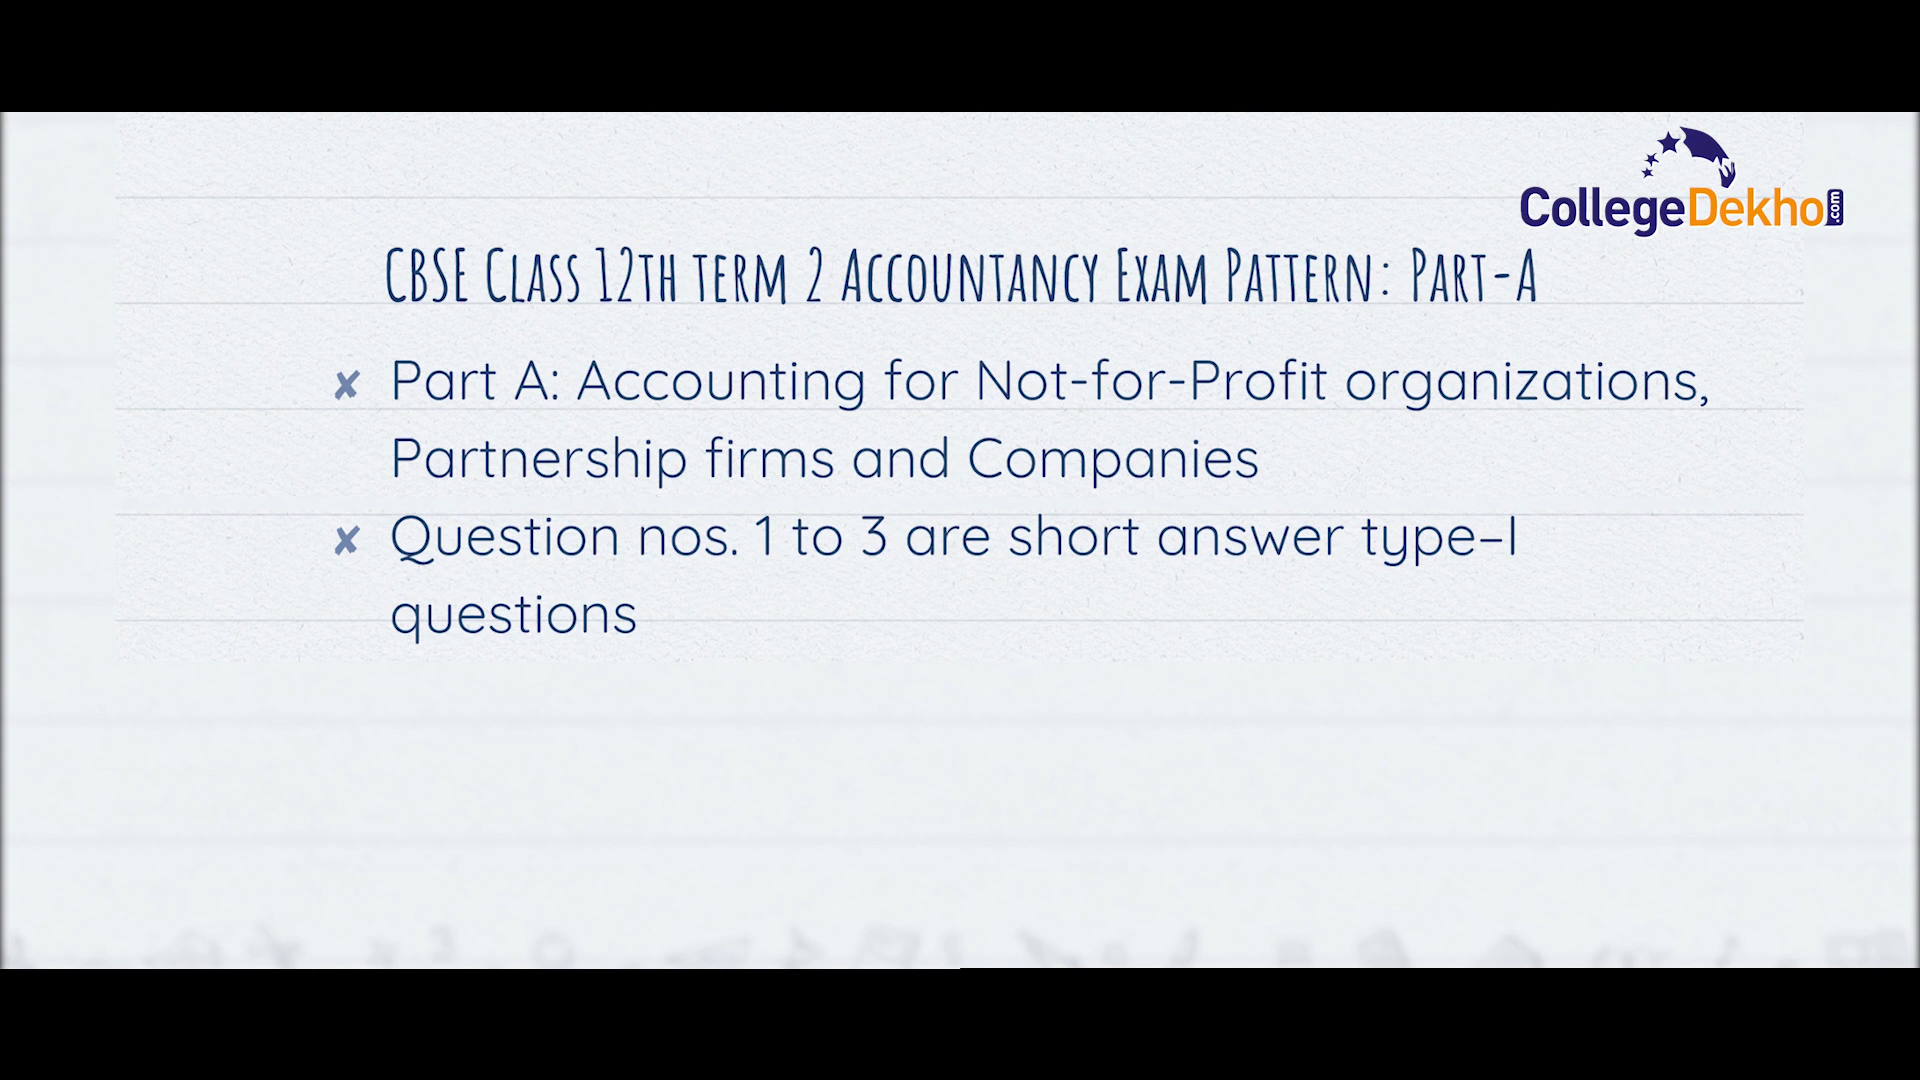 CollegeDekho.com
CBSE Class 12th term 2 Accountancy Exam Pattern: Part-A
✘ Part A: Accounting for Not-for-Profit organizations,
Partnership firms and Companies
✘ Question nos. 1 to 3 are short answer type–I
questions